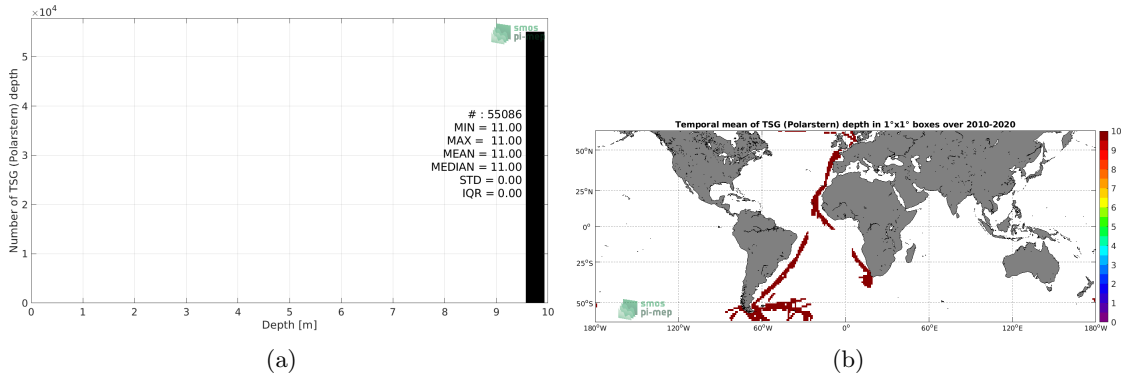 ×10⁴
5
4
3
2
1
0
Number of TSG (Polarstern) depth
0 1 2 3 4 5 6 7 8 9 10
Depth [m]
smos
pi-mep
# : 55086
MIN = 11.00
MAX = 11.00
MEAN = 11.00
MEDIAN = 11.00
STD = 0.00
IQR = 0.00
(a)
Temporal mean of TSG (Polarstern) depth in 1°x1° boxes over 2010-2020
50°N
25°N
0°
25°S
50°S
180°W 120°W 60°W 0° 60°E 120°E 180°W
10
9
8
7
6
5
4
3
2
1
0
smos
pi-mep
(b)